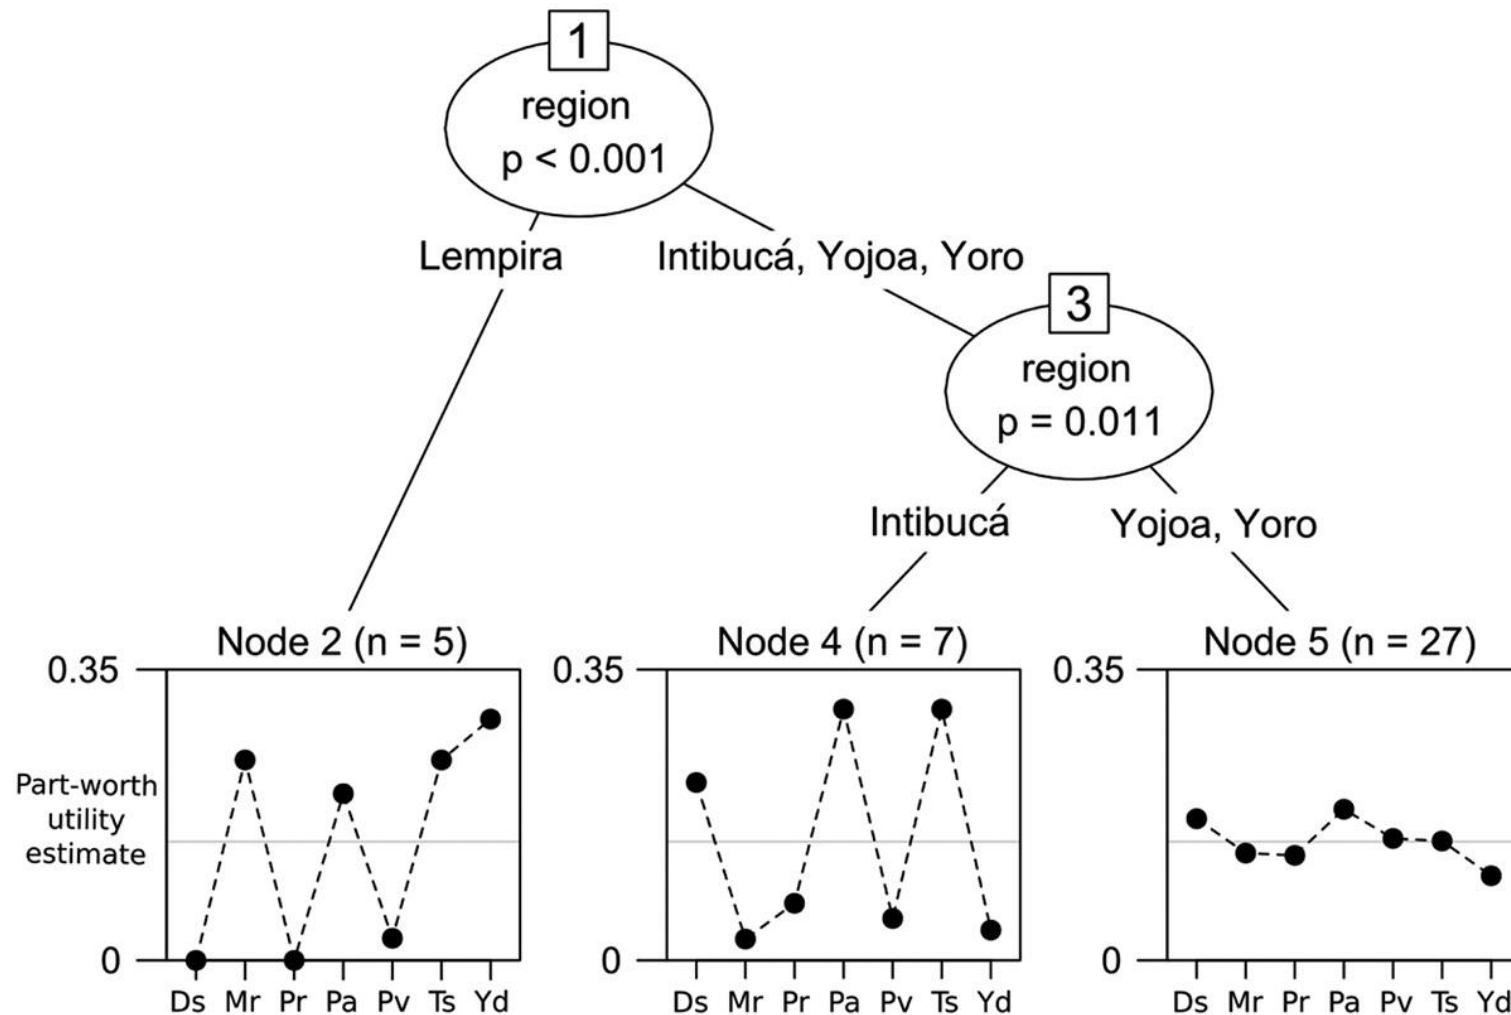 1
region
p < 0.001
Lempira
Intibucá, Yojoa, Yoro
3
region
p = 0.011
Intibucá
Yojoa, Yoro
Node 2 (n = 5)
Node 4 (n = 7)
Node 5 (n = 27)
0.35
0.35
0.35
Part-worth
utility
estimate
0
0
0
Ds Mr Pr Pa Pv Ts Yd
Ds Mr Pr Pa Pv Ts Yd
Ds Mr Pr Pa Pv Ts Yd